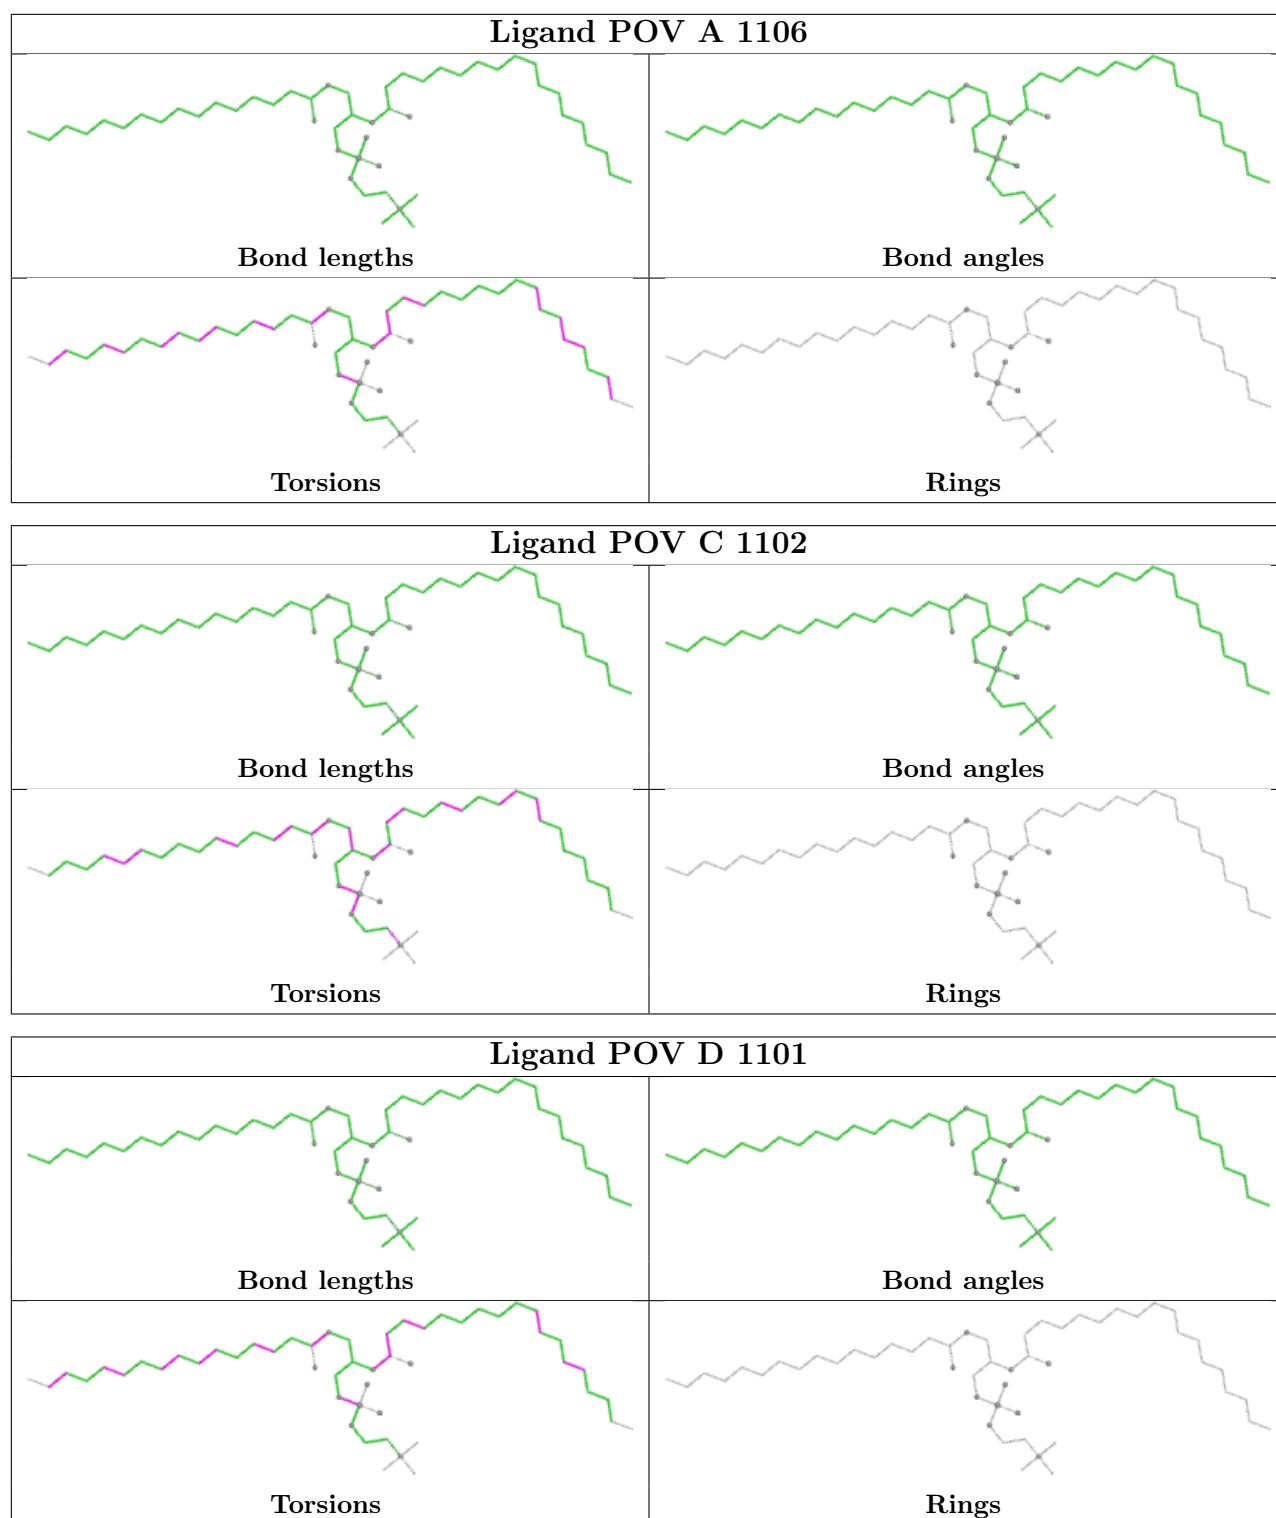 Ligand POV A 1106
Bond lengths
Bond angles
Torsions
Rings
Ligand POV C 1102
Bond lengths
Bond angles
Torsions
Rings
Ligand POV D 1101
Bond lengths
Bond angles
Torsions
Rings